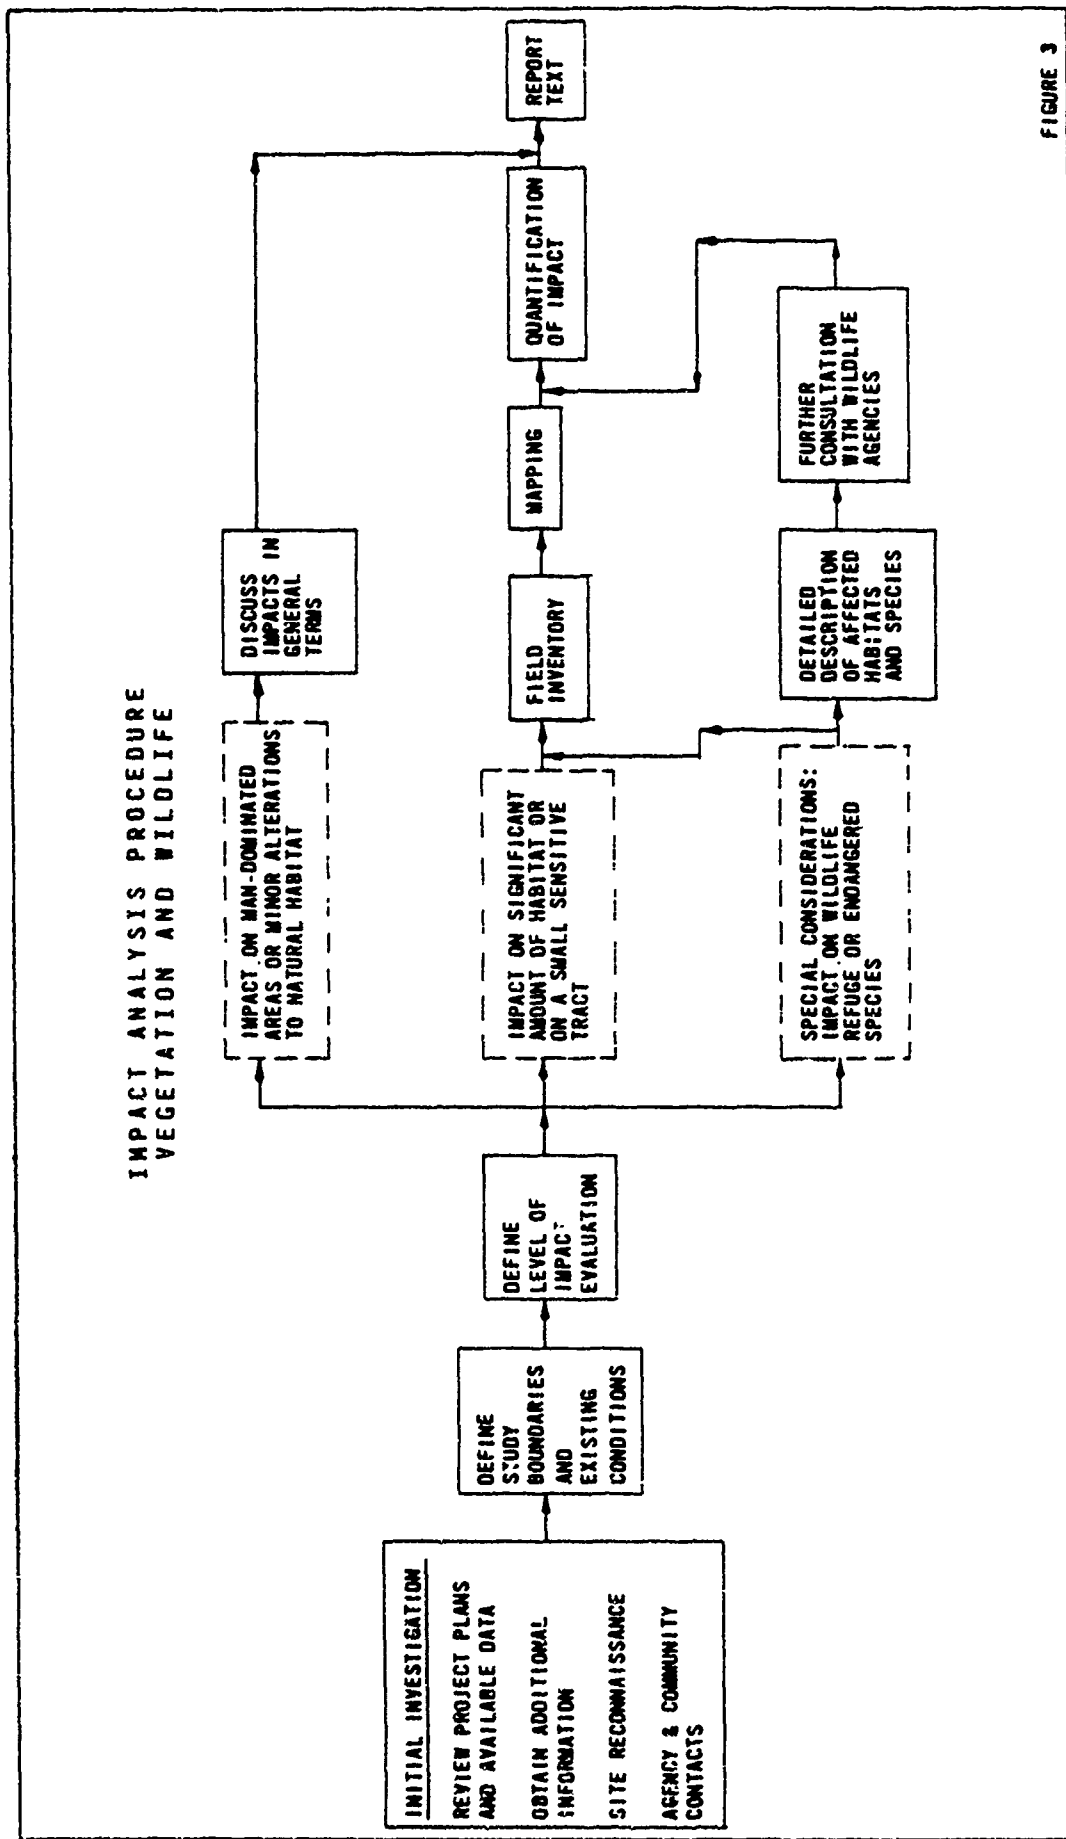 IMPACT ANALYSIS PROCEDURE
VEGETATION AND WILDLIFE
INITIAL INVESTIGATION
REVIEW PROJECT PLANS
AND AVAILABLE DATA
OBTAIN ADDITIONAL
INFORMATION
SITE RECONNAISSANCE
AGENCY & COMMUNITY
CONTACTS
DEFINE
STUDY
BOUNDARIES
AND
EXISTING
CONDITIONS
DEFINE
LEVEL OF
IMPACT
EVALUATION
IMPACT ON MAN-DOMINATED
AREAS OR MINOR ALTERATIONS
TO NATURAL HABITAT
DISCUSS
IMPACTS IN
GENERAL
TERMS
IMPACT ON SIGNIFICANT
AMOUNT OF HABITAT OR
ON A SMALL SENSITIVE
TRACT
FIELD
INVENTORY
MAPPING
QUANTIFICATION
OF IMPACT
REPORT
TEXT
SPECIAL CONSIDERATIONS:
IMPACT ON WILDLIFE
REFUGE OR ENDANGERED
SPECIES
DETAILED
DESCRIPTION
OF AFFECTED
HABITATS
AND SPECIES
FURTHER
CONSULTATION
WITH WILDLIFE
AGENCIES
FIGURE 3